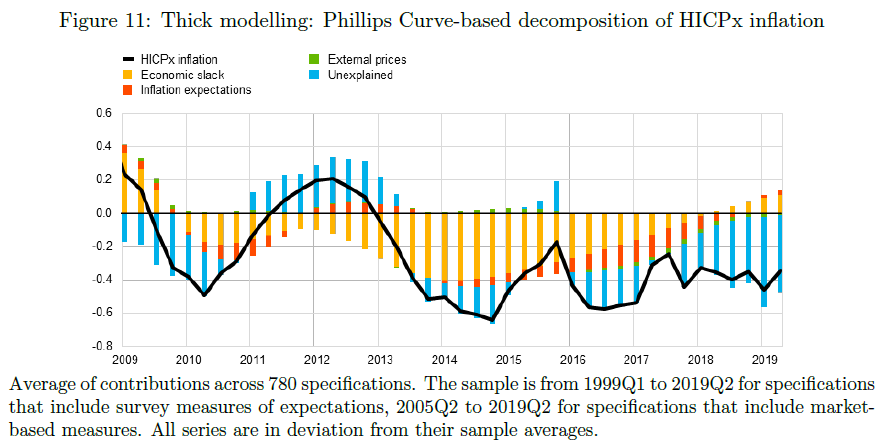 Figure 11: Thick modelling: Phillips Curve-based decomposition of HICPx inflation
HICPx inflation
External prices
Economic slack
Unexplained
Inflation expectations
0.6
0.4
0.2
0.0
-0.2
-0.4
-0.6
-0.8
2009 2010 2011 2012 2013 2014 2015 2016 2017 2018 2019
Average of contributions across 780 specifications. The sample is from 1999Q1 to 2019Q2 for specifications
that include survey measures of expectations, 2005Q2 to 2019Q2 for specifications that include market-
based measures. All series are in deviation from their sample averages.